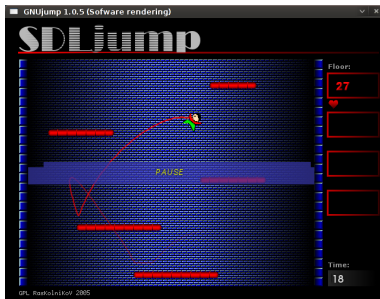 GNUjump 1.0.5 (Sofware rendering)
SDLjump
Floor:
27
PAUSE
Time:
18
GPL RasKolniKoV 2005